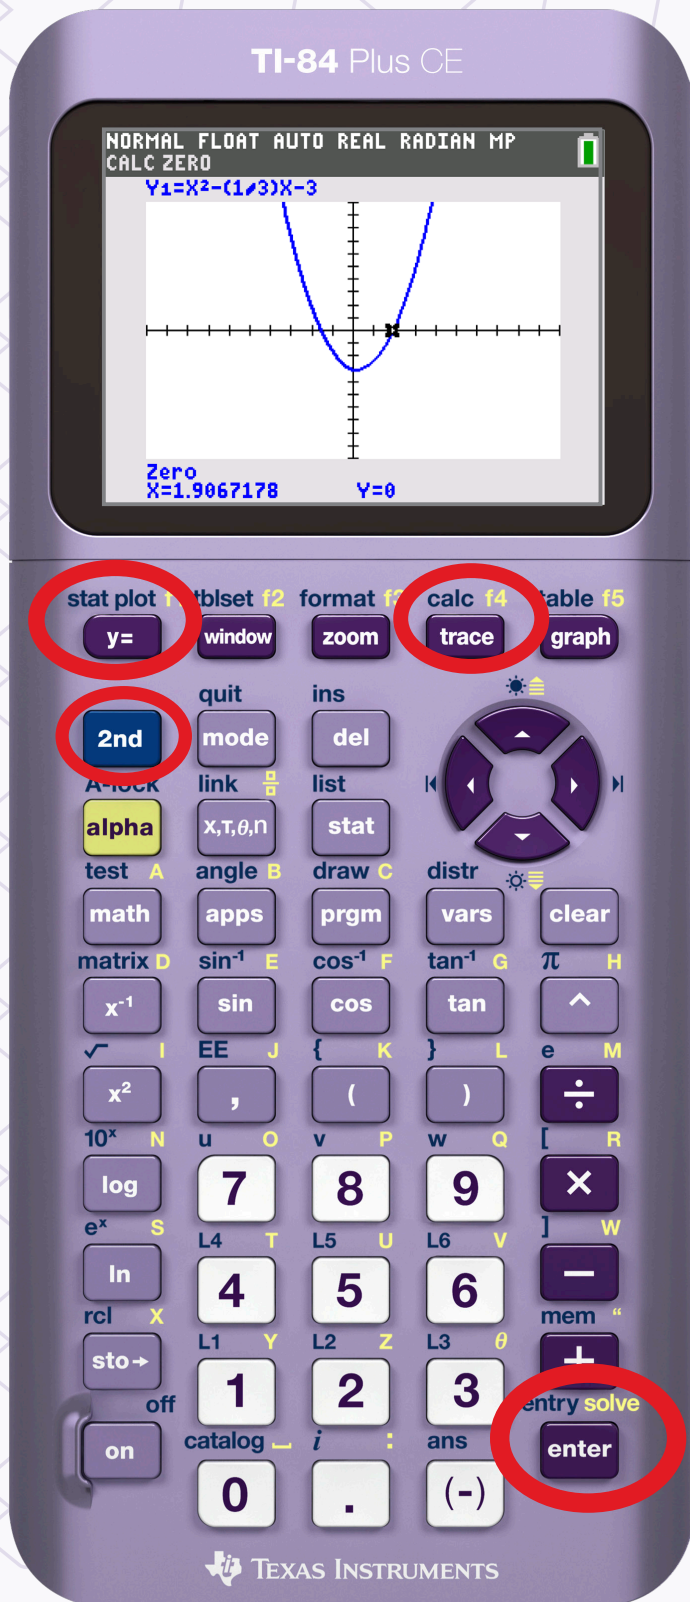 TI-84 Plus CE
NORMAL FLOAT AUTO REAL RADIAN MP
CALC ZERO
Y1=X²-(1/3)X-3
Zero
X=1.9067178 Y=0
stat plot f1 tblset f2 format f3 calc f4 table f5
y= window zoom trace graph
quit ins
2nd mode del
A-lock link list
alpha X,T,θ,n stat
test A angle B draw C distr
math apps prgm vars clear
matrix D sin⁻¹ E cos⁻¹ F tan⁻¹ G π H
x⁻¹ sin cos tan ^
√ I EE J { K } L e M
x² , ( ) ÷
10ˣ N u O v P w Q [ R
log 7 8 9 ×
eˣ S L4 T L5 U L6 V ] W
ln 4 5 6 −
rcl X L1 Y L2 Z L3 θ mem “
sto→ 1 2 3 +
off catalog ⎵ i : ans entry solve
on 0 . (-) enter
TEXAS INSTRUMENTS